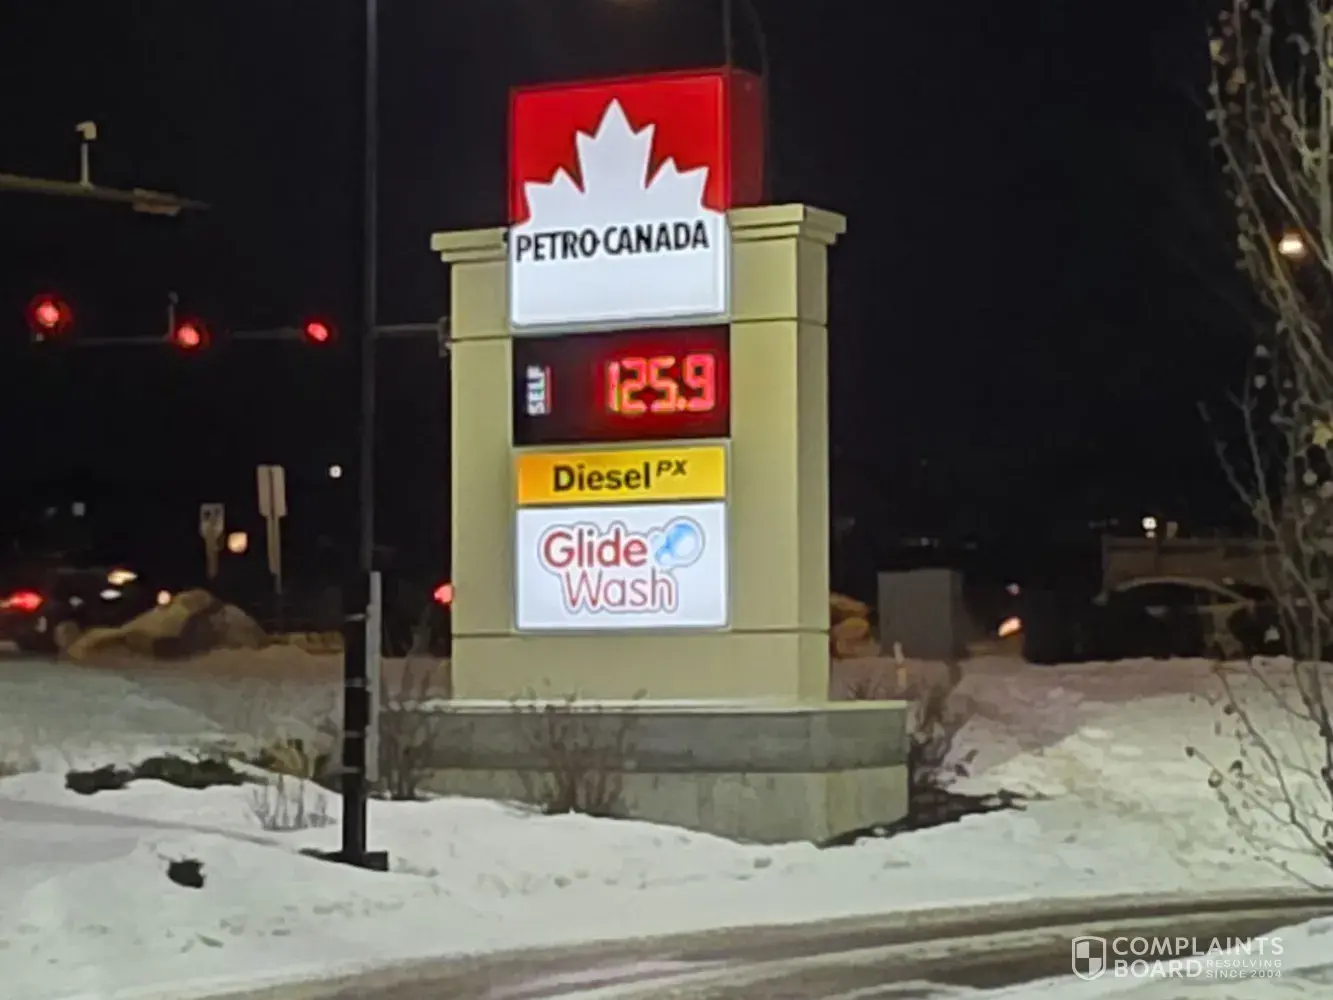 PETRO-CANADA
SELF 125.9
Diesel PX
Glide
Wash
COMPLAINTS
BOARD RESOLVING
SINCE 2004